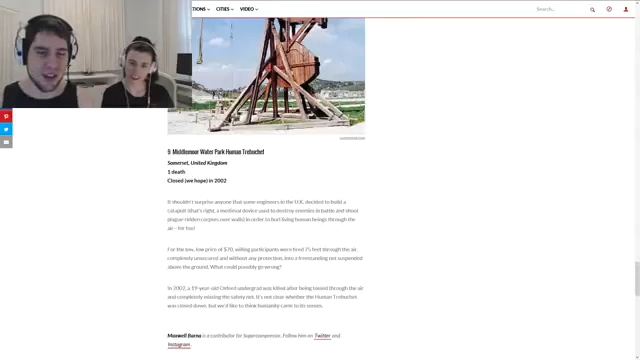 CITIES
VIDEO
Search...
9. Middlemoor Water Park Human Trebuchet
Somerset, United Kingdom
1 death
Closed (we hope) in 2002
It shouldn't surprise anyone that some engineers in the U.K. decided to build a
catapult (that's right, a medieval device used to destroy enemies in battle and shoot
plague-ridden corpses over walls) in order to hurl living human beings through the
air – for fun!
For the low, low price of $70, willing participants were fired 75 feet through the air
completely unsecured and without any protection, into a freestanding net suspended
above the ground. What could possibly go wrong?
In 2002, a 19-year-old Oxford undergrad was killed after being tossed through the air
and completely missing the safety net. It's not clear whether the Human Trebuchet
was closed down, but we'd like to think humanity came to its senses.
Maxwell Barna is a contributor for Supercompressor. Follow him on Twitter and
Instagram.